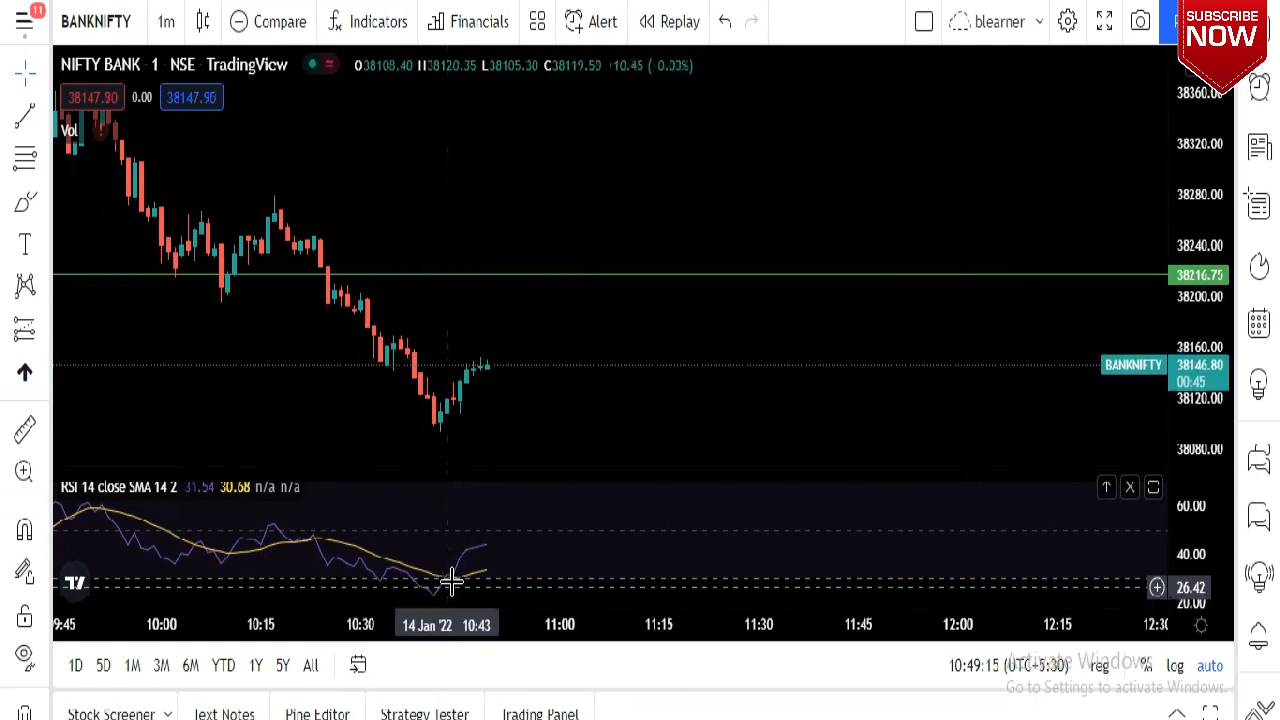 11
BANKNIFTY 1m Compare Indicators Financials Alert Replay blearner
SUBSCRIBE
NOW
NIFTY BANK · 1 · NSE · TradingView O38108.40 H38120.35 L38105.30 C38119.50 +10.45 (+0.03%)
38147.90 0.00 38147.95
Vol
38360.00
38320.00
38280.00
38240.00
38216.75
38200.00
38160.00
BANKNIFTY 38146.80
00:45
38120.00
38080.00
RSI 14 close SMA 14 2 31.54 30.68 n/a n/a
60.00
40.00
26.42
20.00
9:45 10:00 10:15 10:30 14 Jan '22 10:43 11:00 11:15 11:30 11:45 12:00 12:15 12:30
1D 5D 1M 3M 6M YTD 1Y 5Y All 10:49:15 (UTC+5:30) reg % log auto
Activate Windows
Go to Settings to activate Windows.
Stock Screener Text Notes Pine Editor Strategy Tester Trading Panel